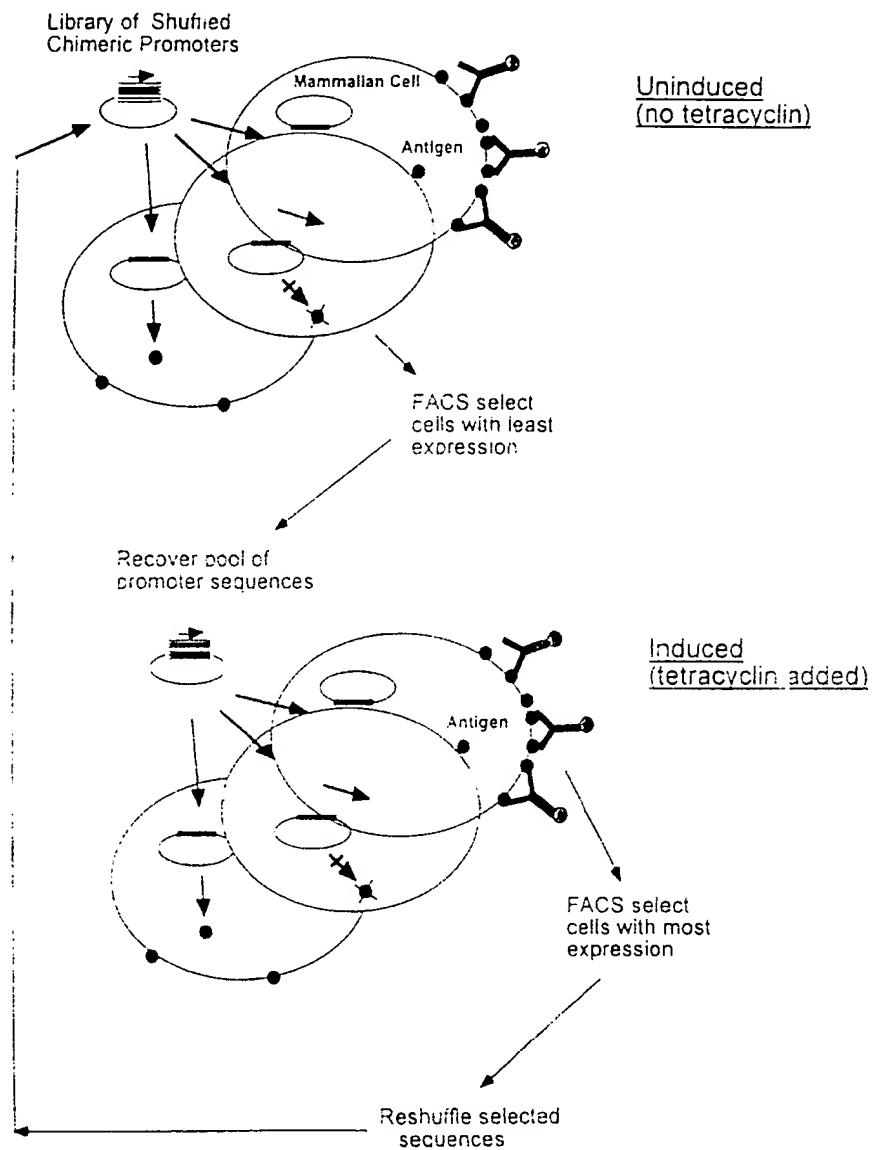 Library of Shuffled
Chimeric Promoters
Mammalian Cell
Uninduced
(no tetracyclin)
Antigen
FACS select
cells with least
expression
Recover pool of
promoter sequences
Induced
(tetracyclin added)
Antigen
FACS select
cells with most
expression
Reshuffle selected
sequences